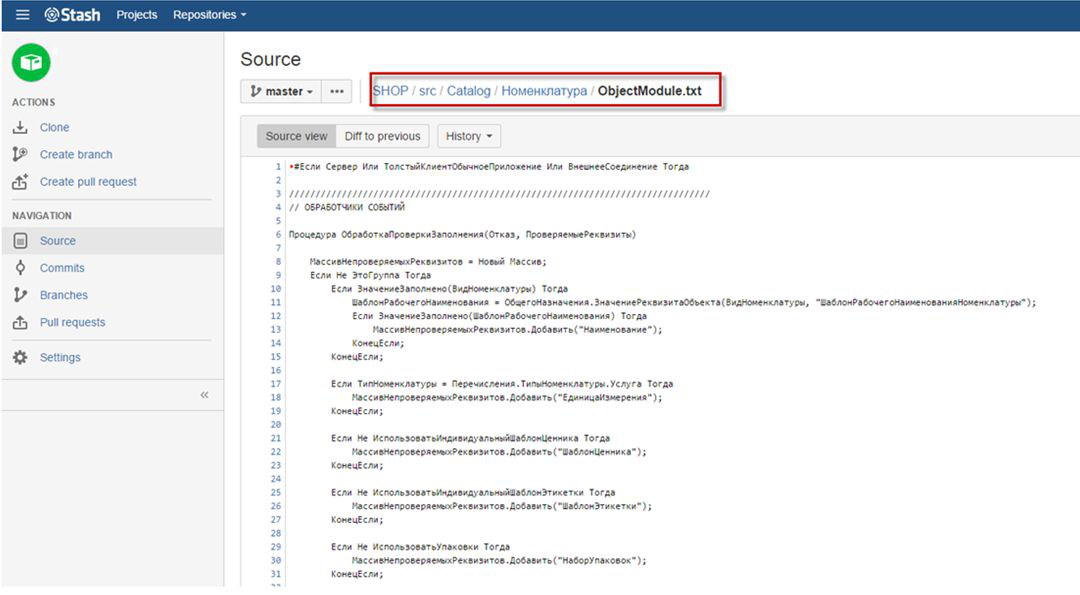 Stash Projects Repositories
Source
master ••• SHOP / src / Catalog / Номенклатура / ObjectModule.txt
ACTIONS
Clone
Create branch
Create pull request
NAVIGATION
Source
Commits
Branches
Pull requests
Settings
«
Source view Diff to previous History
1 •#Если Сервер Или ТолстыйКлиентОбычноеПриложение Или ВнешнееСоединение Тогда
2
3 ////////////////////////////////////////////////////////////////////////////////
4 // ОБРАБОТЧИКИ СОБЫТИЙ
5
6 Процедура ОбработкаПроверкиЗаполнения(Отказ, ПроверяемыеРеквизиты)
7
8 МассивНепроверяемыхРеквизитов = Новый Массив;
9 Если Не ЭтоГруппа Тогда
10 Если ЗначениеЗаполнено(ВидНоменклатуры) Тогда
11 ШаблонРабочегоНаименования = ОбщегоНазначения.ЗначениеРеквизитаОбъекта(ВидНоменклатуры, "ШаблонРабочегоНаименованияНоменклатуры");
12 Если ЗначениеЗаполнено(ШаблонРабочегоНаименования) Тогда
13 МассивНепроверяемыхРеквизитов.Добавить("Наименование");
14 КонецЕсли;
15 КонецЕсли;
16
17 Если ТипНоменклатуры = Перечисления.ТипыНоменклатуры.Услуга Тогда
18 МассивНепроверяемыхРеквизитов.Добавить("ЕдиницаИзмерения");
19 КонецЕсли;
20
21 Если Не ИспользоватьИндивидуальныйШаблонЦенника Тогда
22 МассивНепроверяемыхРеквизитов.Добавить("ШаблонЦенника");
23 КонецЕсли;
24
25 Если Не ИспользоватьИндивидуальныйШаблонЭтикетки Тогда
26 МассивНепроверяемыхРеквизитов.Добавить("ШаблонЭтикетки");
27 КонецЕсли;
28
29 Если Не ИспользоватьУпаковки Тогда
30 МассивНепроверяемыхРеквизитов.Добавить("НаборУпаковок");
31 КонецЕсли;